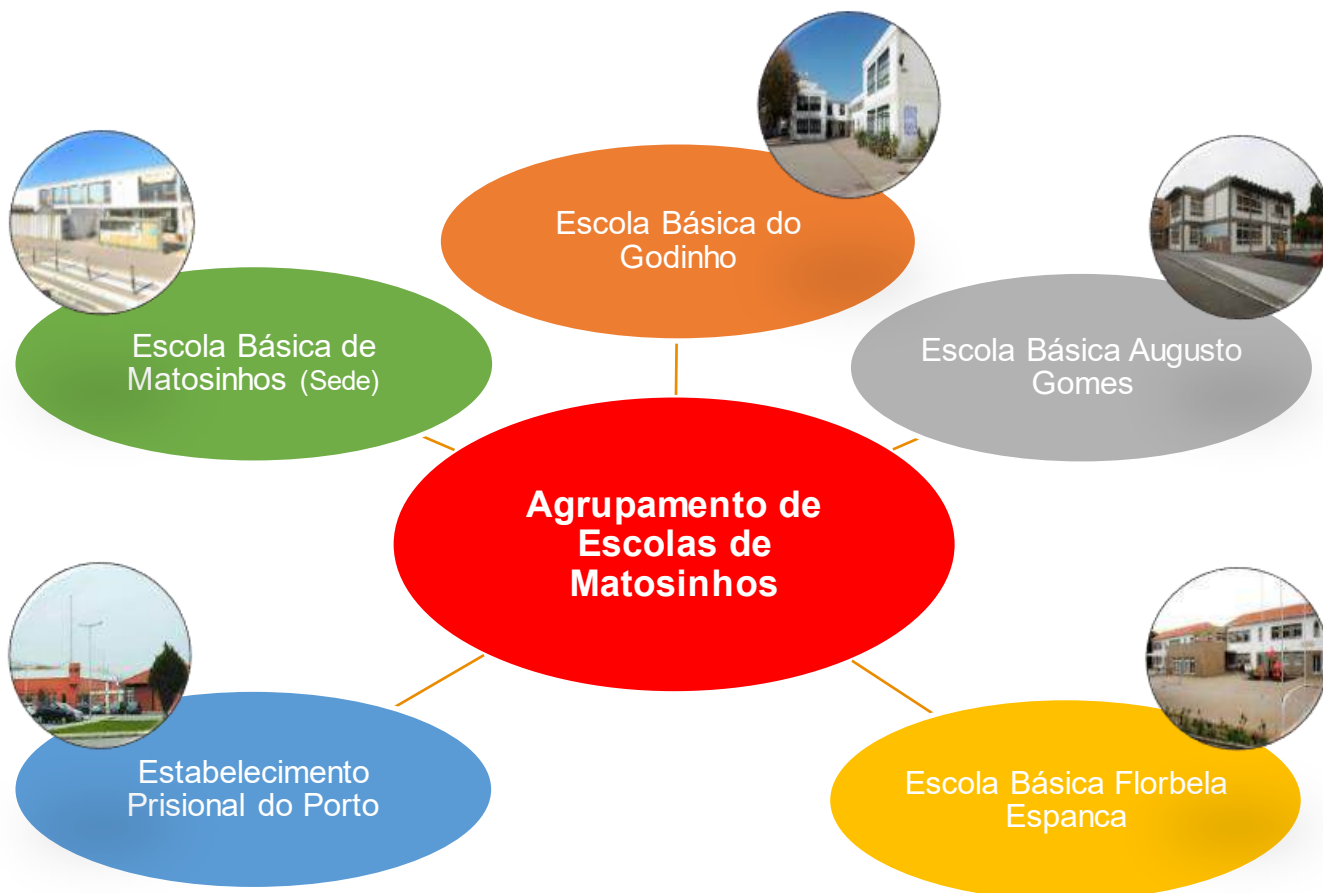 Escola Básica do
Godinho
Escola Básica de
Matosinhos (Sede)
Escola Básica Augusto
Gomes
Agrupamento de
Escolas de
Matosinhos
Estabelecimento
Prisional do Porto
Escola Básica Florbela
Espanca